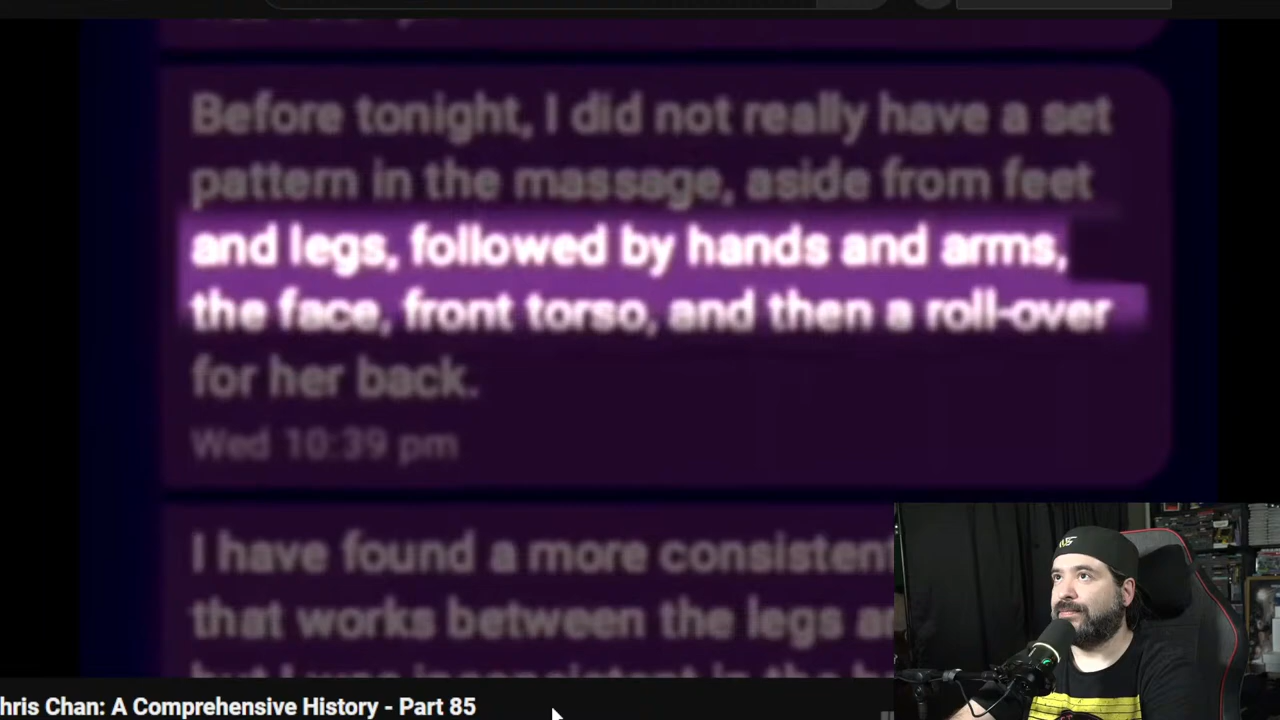 Before tonight, I did not really have a set
pattern in the massage, aside from feet
and legs, followed by hands and arms,
the face, front torso, and then a roll-over
for her back.
Wed 10:39 pm
I have found a more consistent
that works between the legs
hris Chan: A Comprehensive History - Part 85